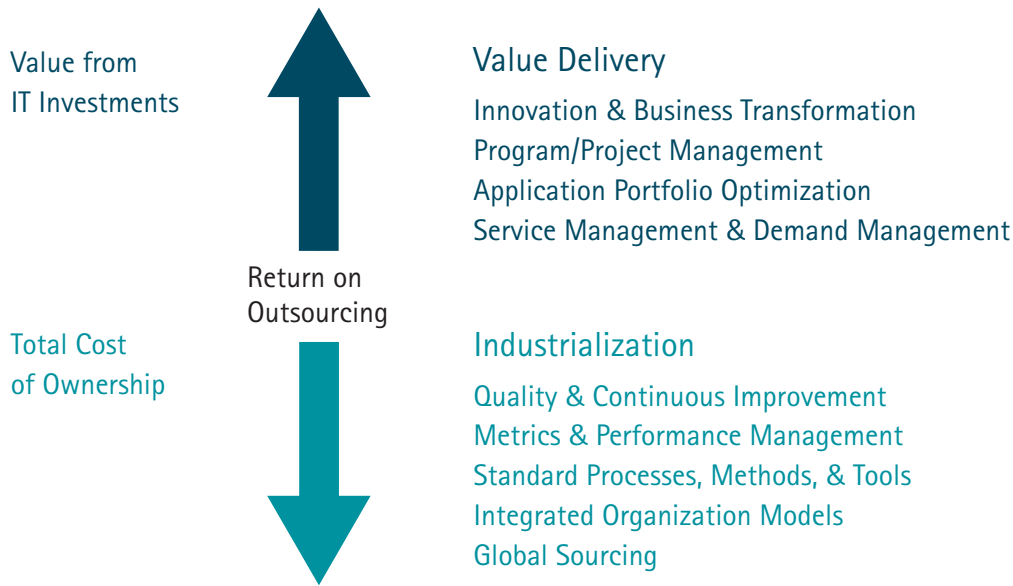 Value from
IT Investments
Value Delivery
Innovation & Business Transformation
Program/Project Management
Application Portfolio Optimization
Service Management & Demand Management
Return on
Outsourcing
Total Cost
of Ownership
Industrialization
Quality & Continuous Improvement
Metrics & Performance Management
Standard Processes, Methods, & Tools
Integrated Organization Models
Global Sourcing